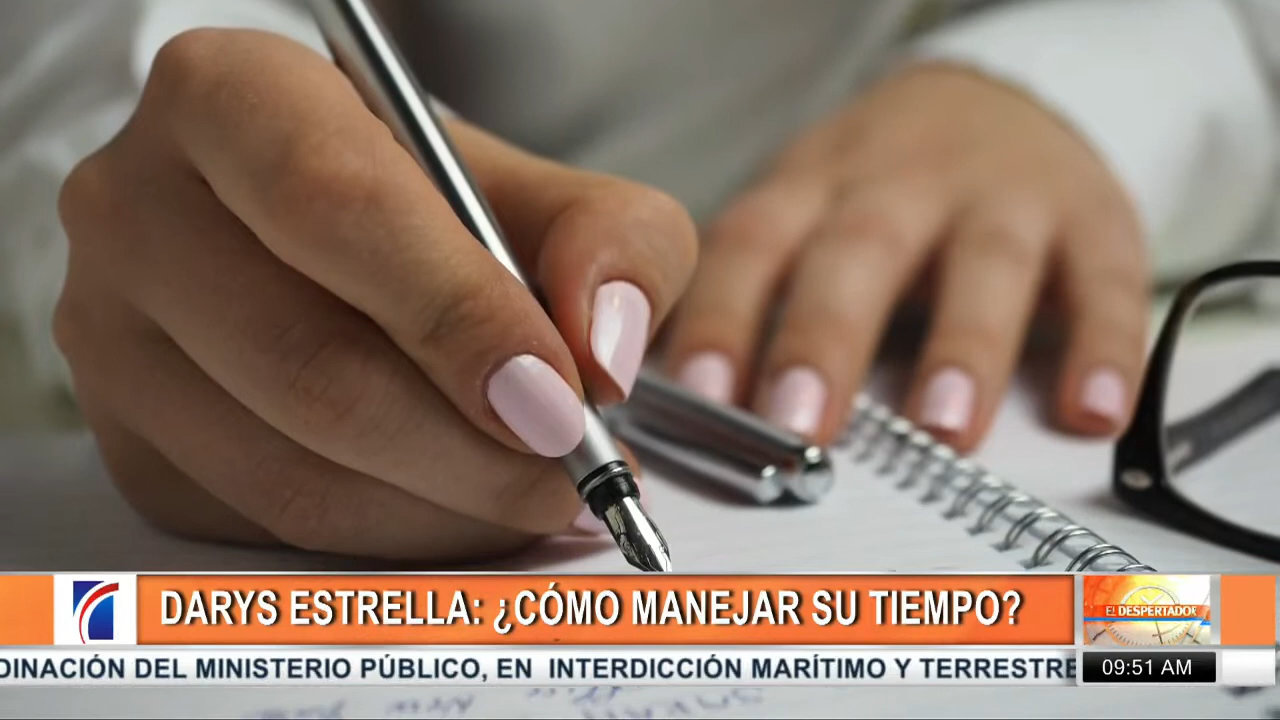 DARYS ESTRELLA: ¿CÓMO MANEJAR SU TIEMPO?
EL DESPERTADOR
DINACIÓN DEL MINISTERIO PÚBLICO, EN INTERDICCIÓN MARÍTIMO Y TERRESTRE
09:51 AM